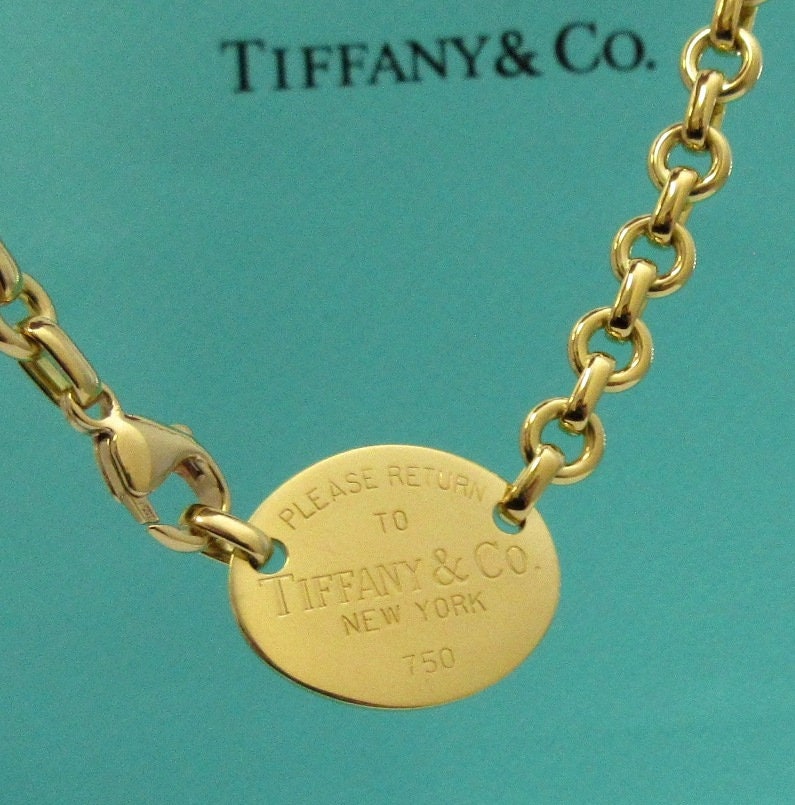 TIFFANY & CO.
PLEASE RETURN
TO
TIFFANY & CO.
NEW YORK
750